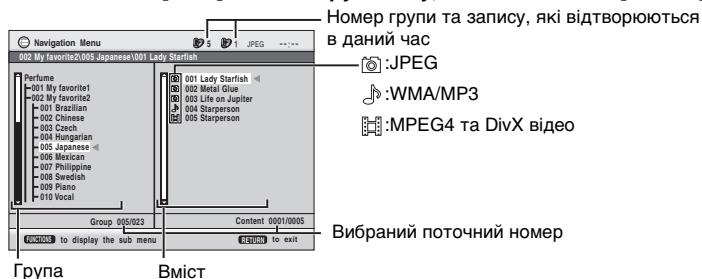 Номер групи та запису, які відтворюються
в даний час
Navigation Menu
5 1 JPEG --:--
002 My favorite2\005 Japanese\001 Lady Starfish
Perfume
001 My favorite1
002 My favorite2
001 Brazilian
002 Chinese
003 Czech
004 Hungarian
005 Japanese
006 Mexican
007 Philippine
008 Swedish
009 Piano
010 Vocal
001 Lady Starfish
002 Metal Glue
003 Life on Jupiter
004 Starperson
005 Starperson
Group 005/023
Content 0001/0005
FUNCTIONS to display the sub menu
RETURN to exit
:JPEG
:WMA/MP3
:MPEG4 та DivX відео
Вибраний поточний номер
Група
Вміст